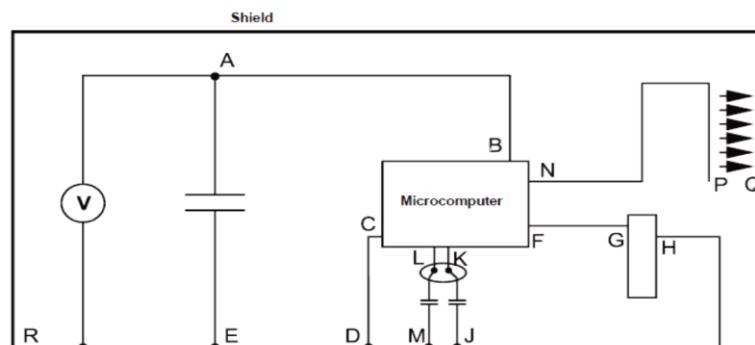 Shield
A
B
N
V
P Q
Microcomputer
C
F G H
L K
R E D M J